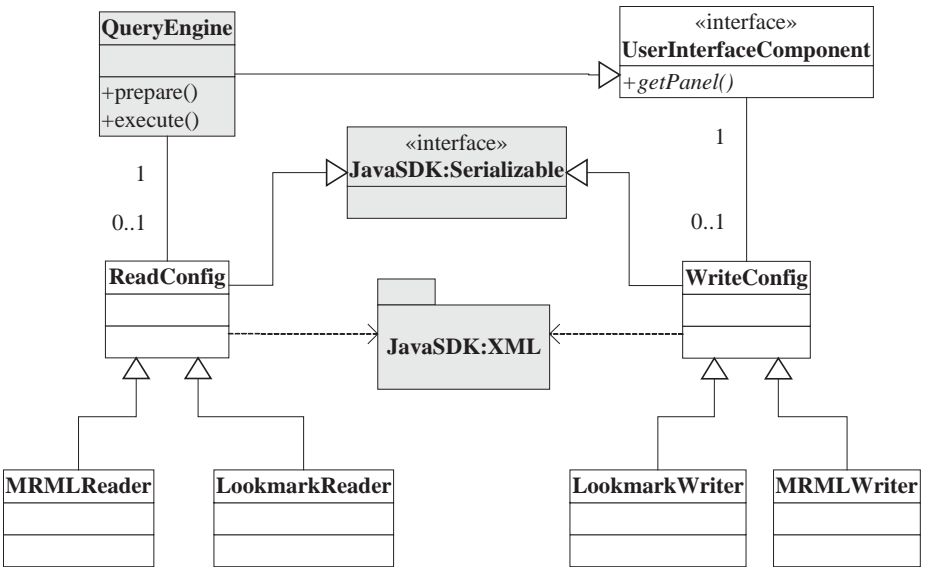 QueryEngine
+prepare()
+execute()
«interface»
UserInterfaceComponent
+getPanel()
«interface»
JavaSDK:Serializable
1
0..1
1
0..1
ReadConfig
JavaSDK:XML
WriteConfig
MRMLReader
LookmarkReader
LookmarkWriter
MRMLWriter